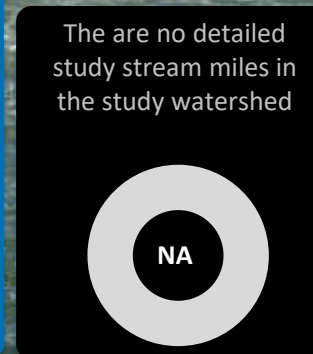 The are no detailed
study stream miles in
the study watershed
NA